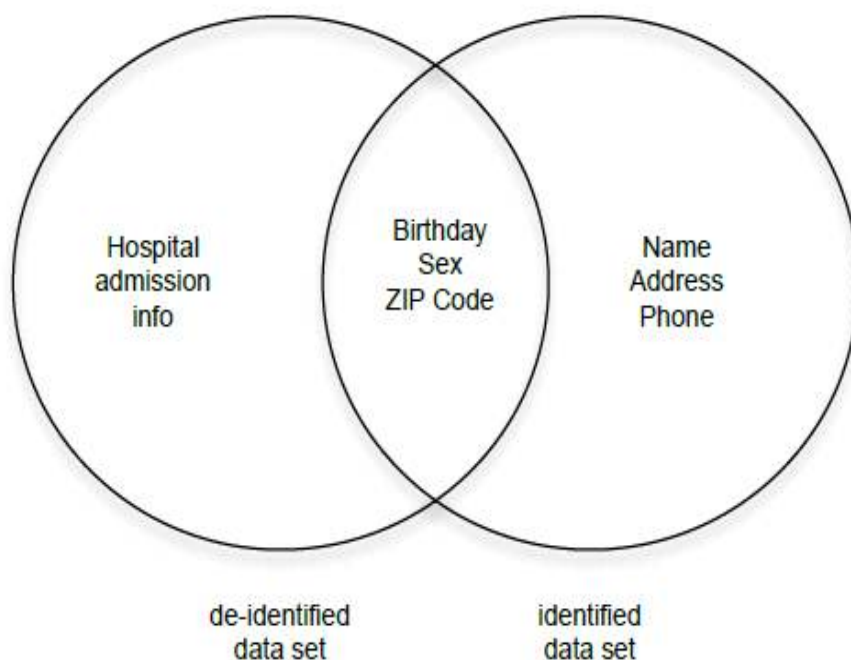 Hospital
admission
info
Birthday
Sex
ZIP Code
Name
Address
Phone
de-identified
data set
identified
data set